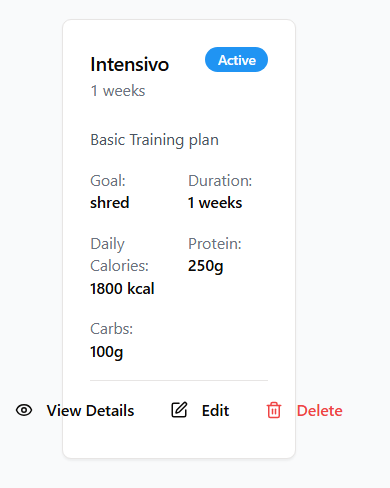 Intensivo
Active
1 weeks
Basic Training plan
Goal:
Duration:
shred
1 weeks
Daily
Calories:
Protein:
1800 kcal
250g
Carbs:
100g
View Details
Edit
Delete